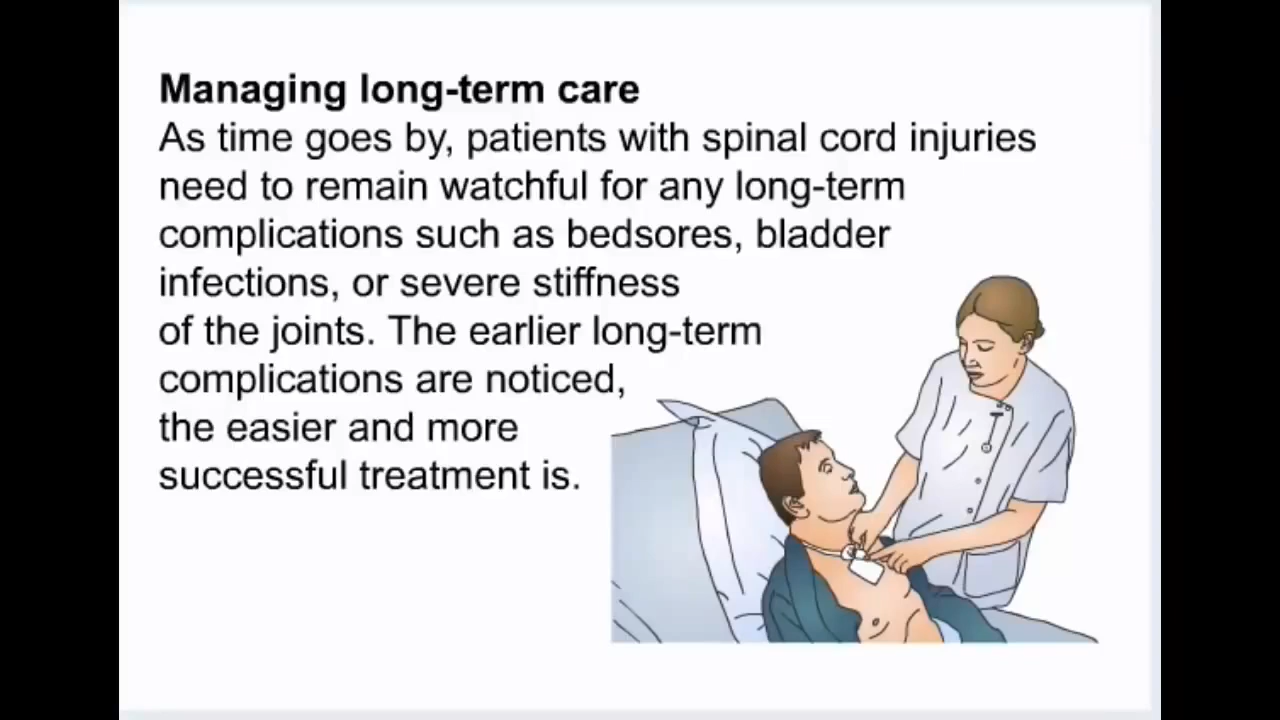 Managing long-term care
As time goes by, patients with spinal cord injuries
need to remain watchful for any long-term
complications such as bedsores, bladder
infections, or severe stiffness
of the joints. The earlier long-term
complications are noticed,
the easier and more
successful treatment is.